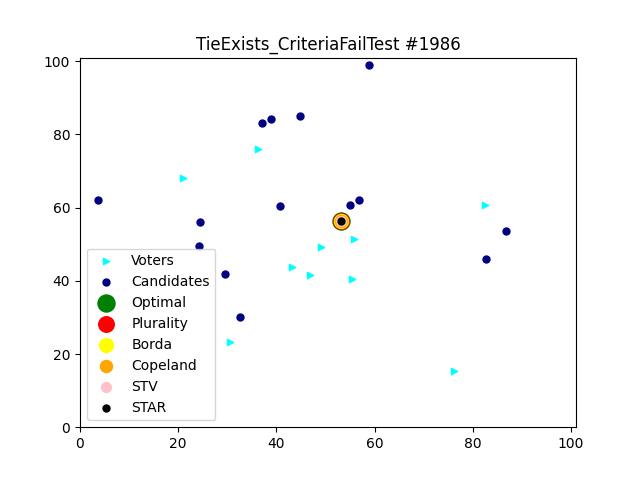 TieExists_CriteriaFailTest #1986
100
80
60
40
20
0
Voters
Candidates
Optimal
Plurality
Borda
Copeland
STV
STAR
0 20 40 60 80 100